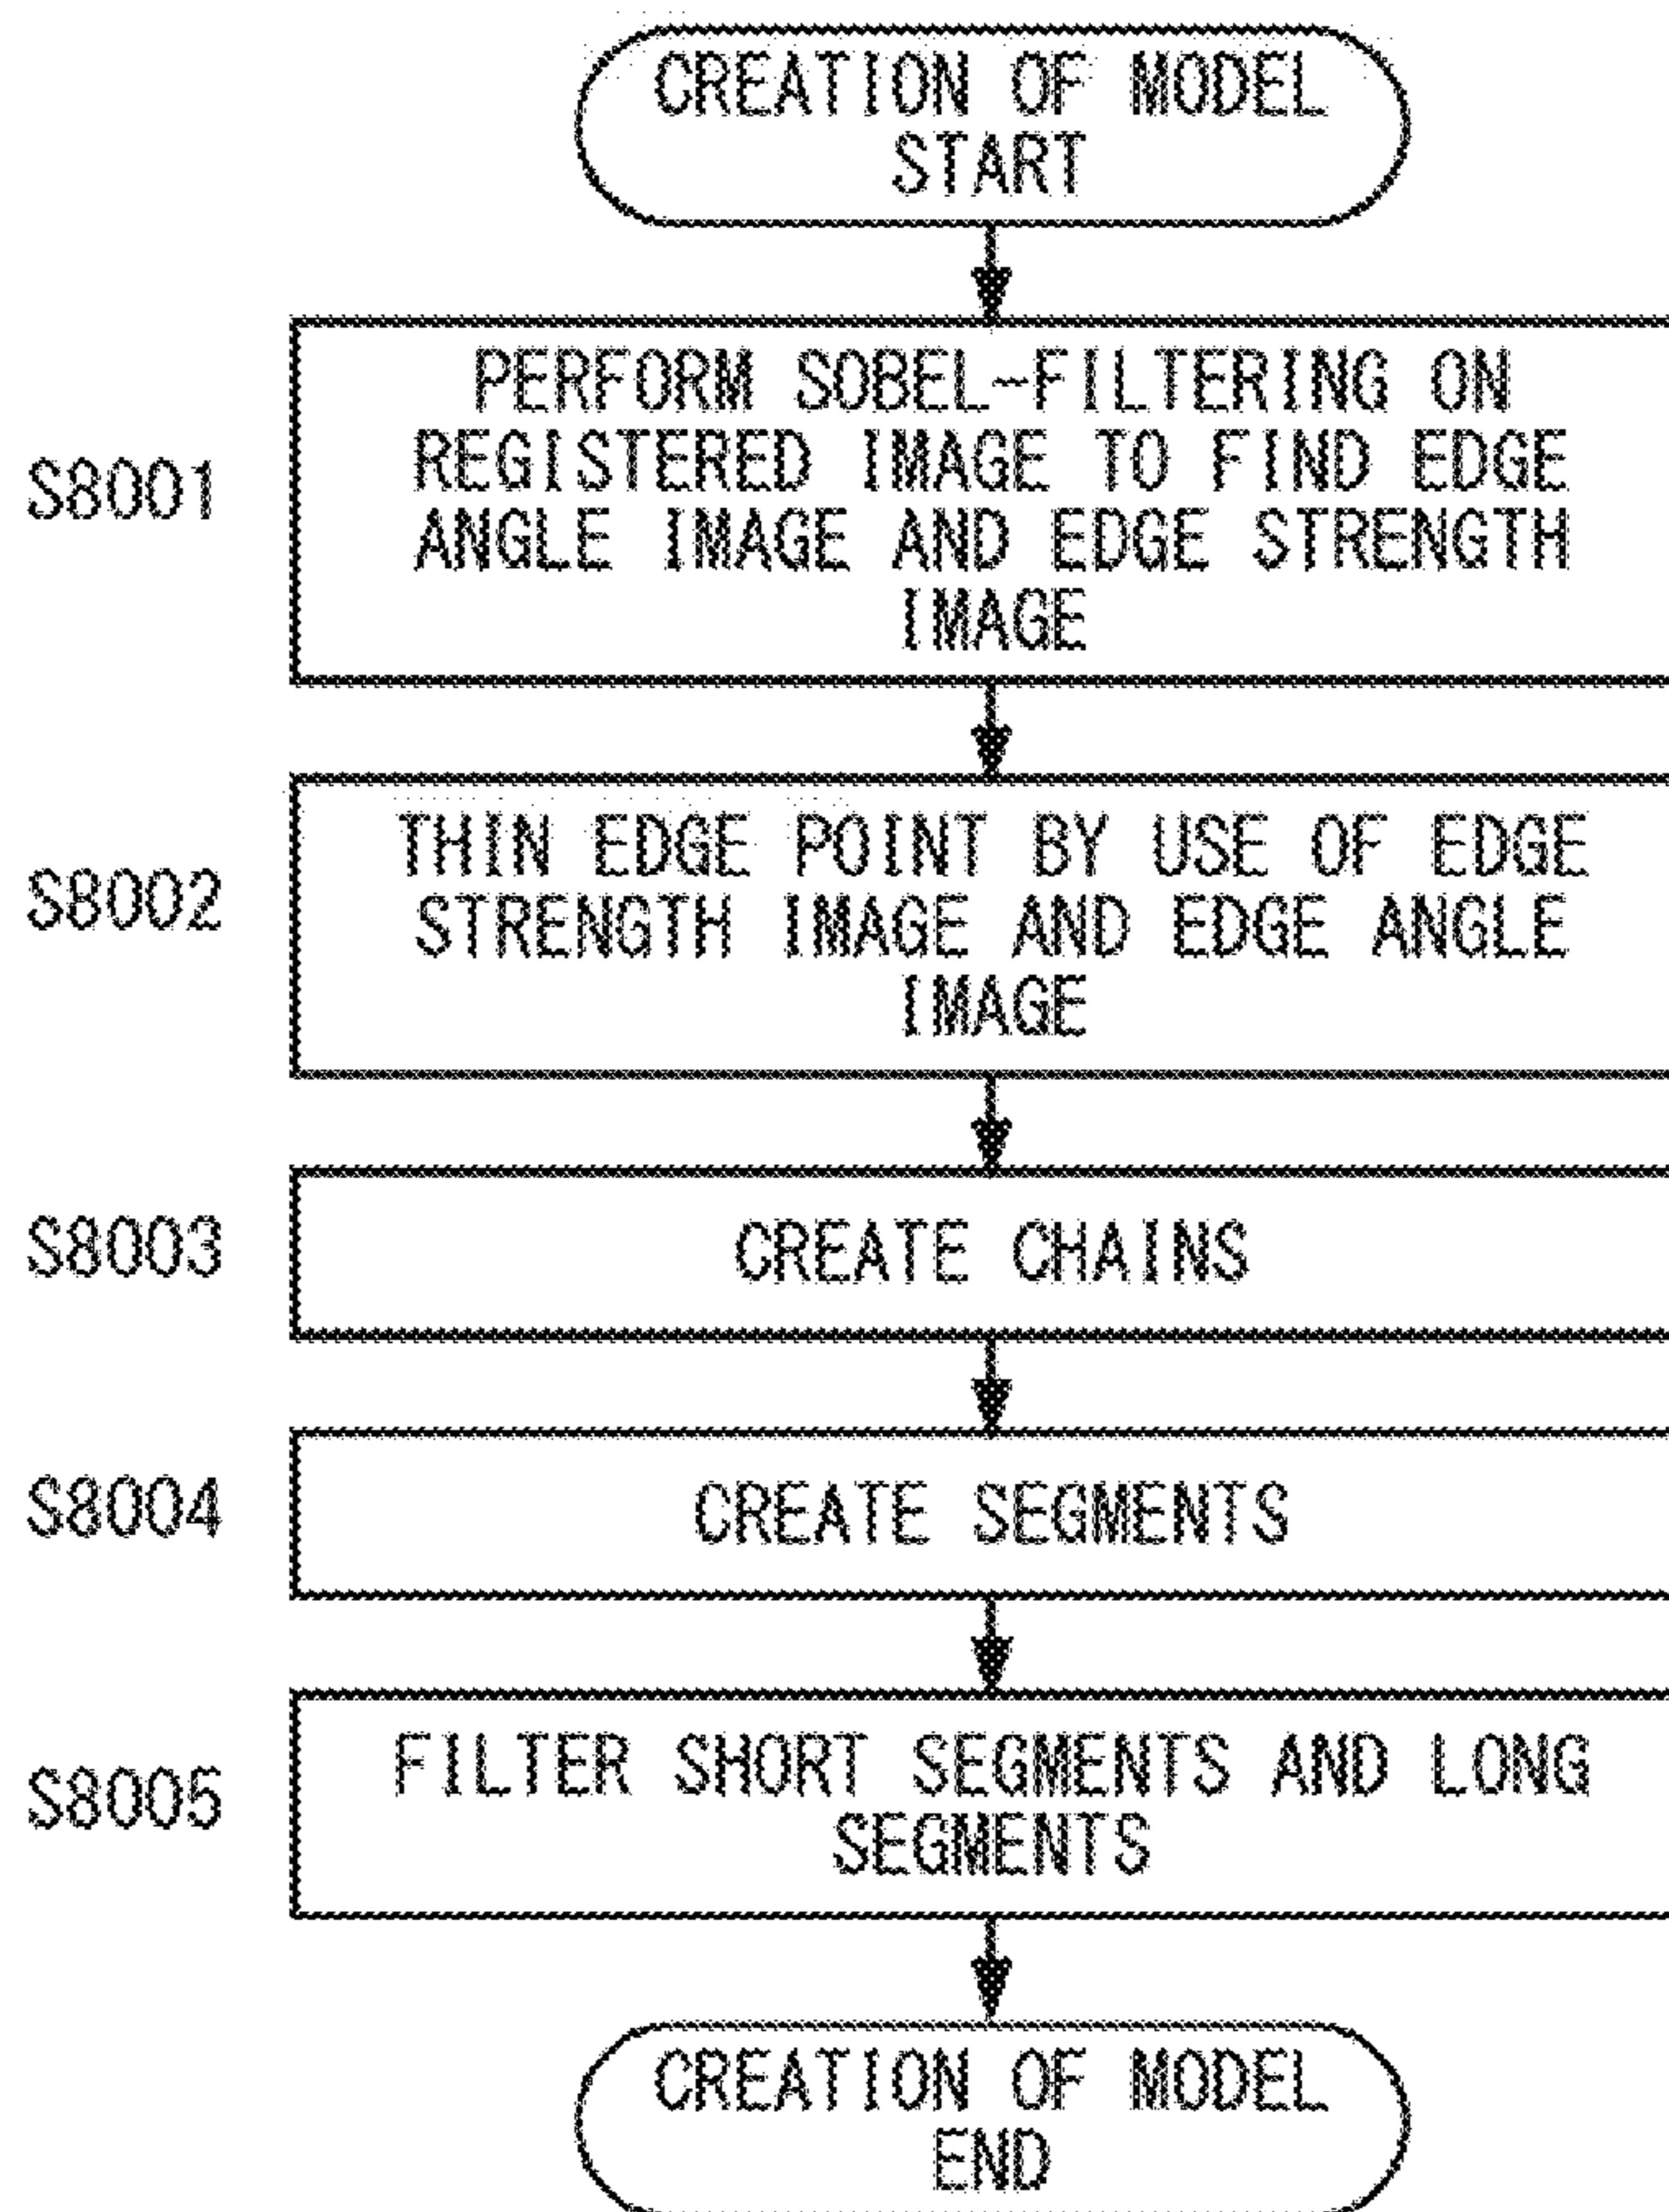 CREATION OF MODEL
START
S8001
PERFORM SOBEL-FILTERING ON
REGISTERED IMAGE TO FIND EDGE
ANGLE IMAGE AND EDGE STRENGTH
IMAGE
S8002
THIN EDGE POINT BY USE OF EDGE
STRENGTH IMAGE AND EDGE ANGLE
IMAGE
S8003
CREATE CHAINS
S8004
CREATE SEGMENTS
S8005
FILTER SHORT SEGMENTS AND LONG
SEGMENTS
CREATION OF MODEL
END